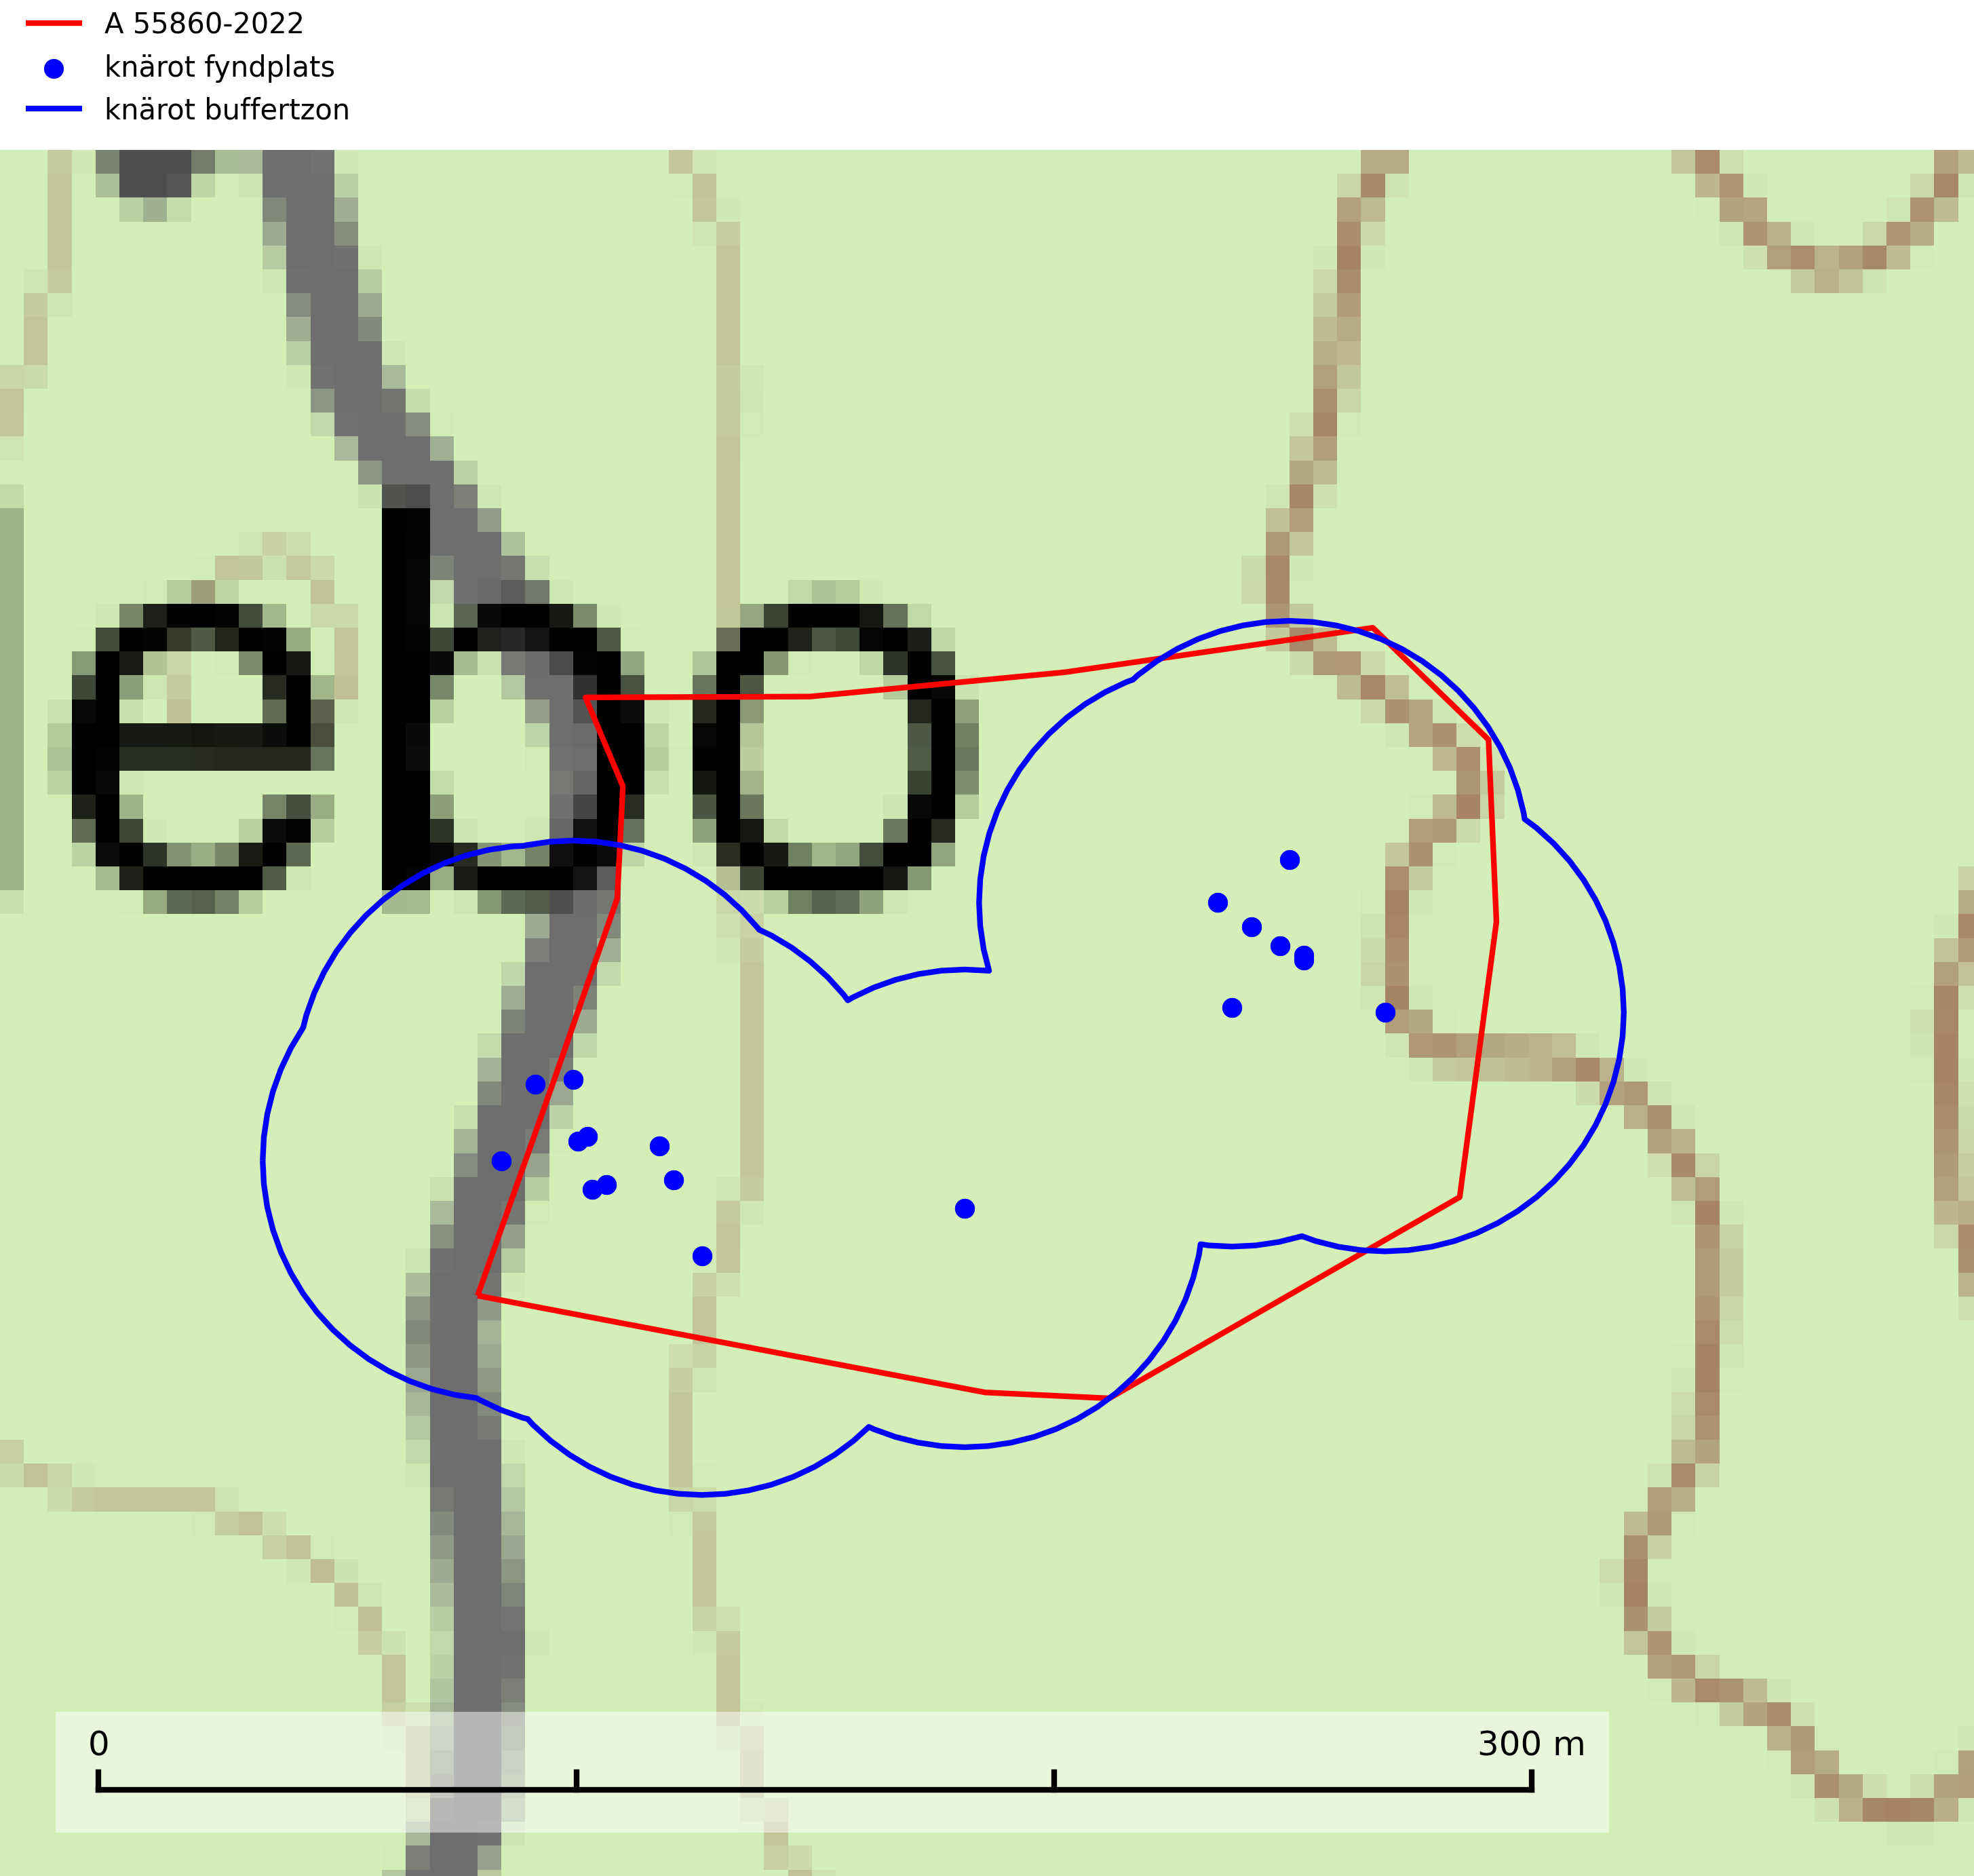 A 55860-2022
knärot fyndplats
knärot buffertzon
ebo
0 300 m